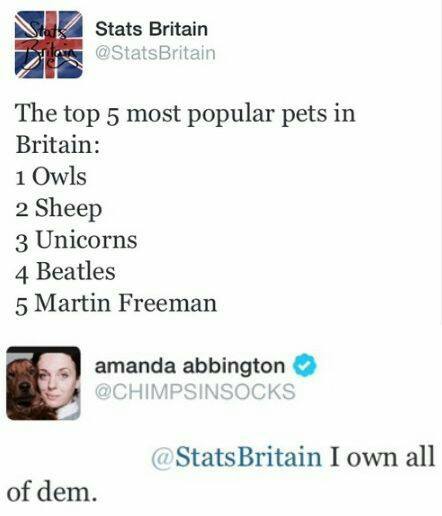 Stats Britain
Stats Britain
@StatsBritain
The top 5 most popular pets in
Britain:
1 Owls
2 Sheep
3 Unicorns
4 Beatles
5 Martin Freeman
amanda abbington
@CHIMPSINSOCKS
@StatsBritain I own all
of dem.